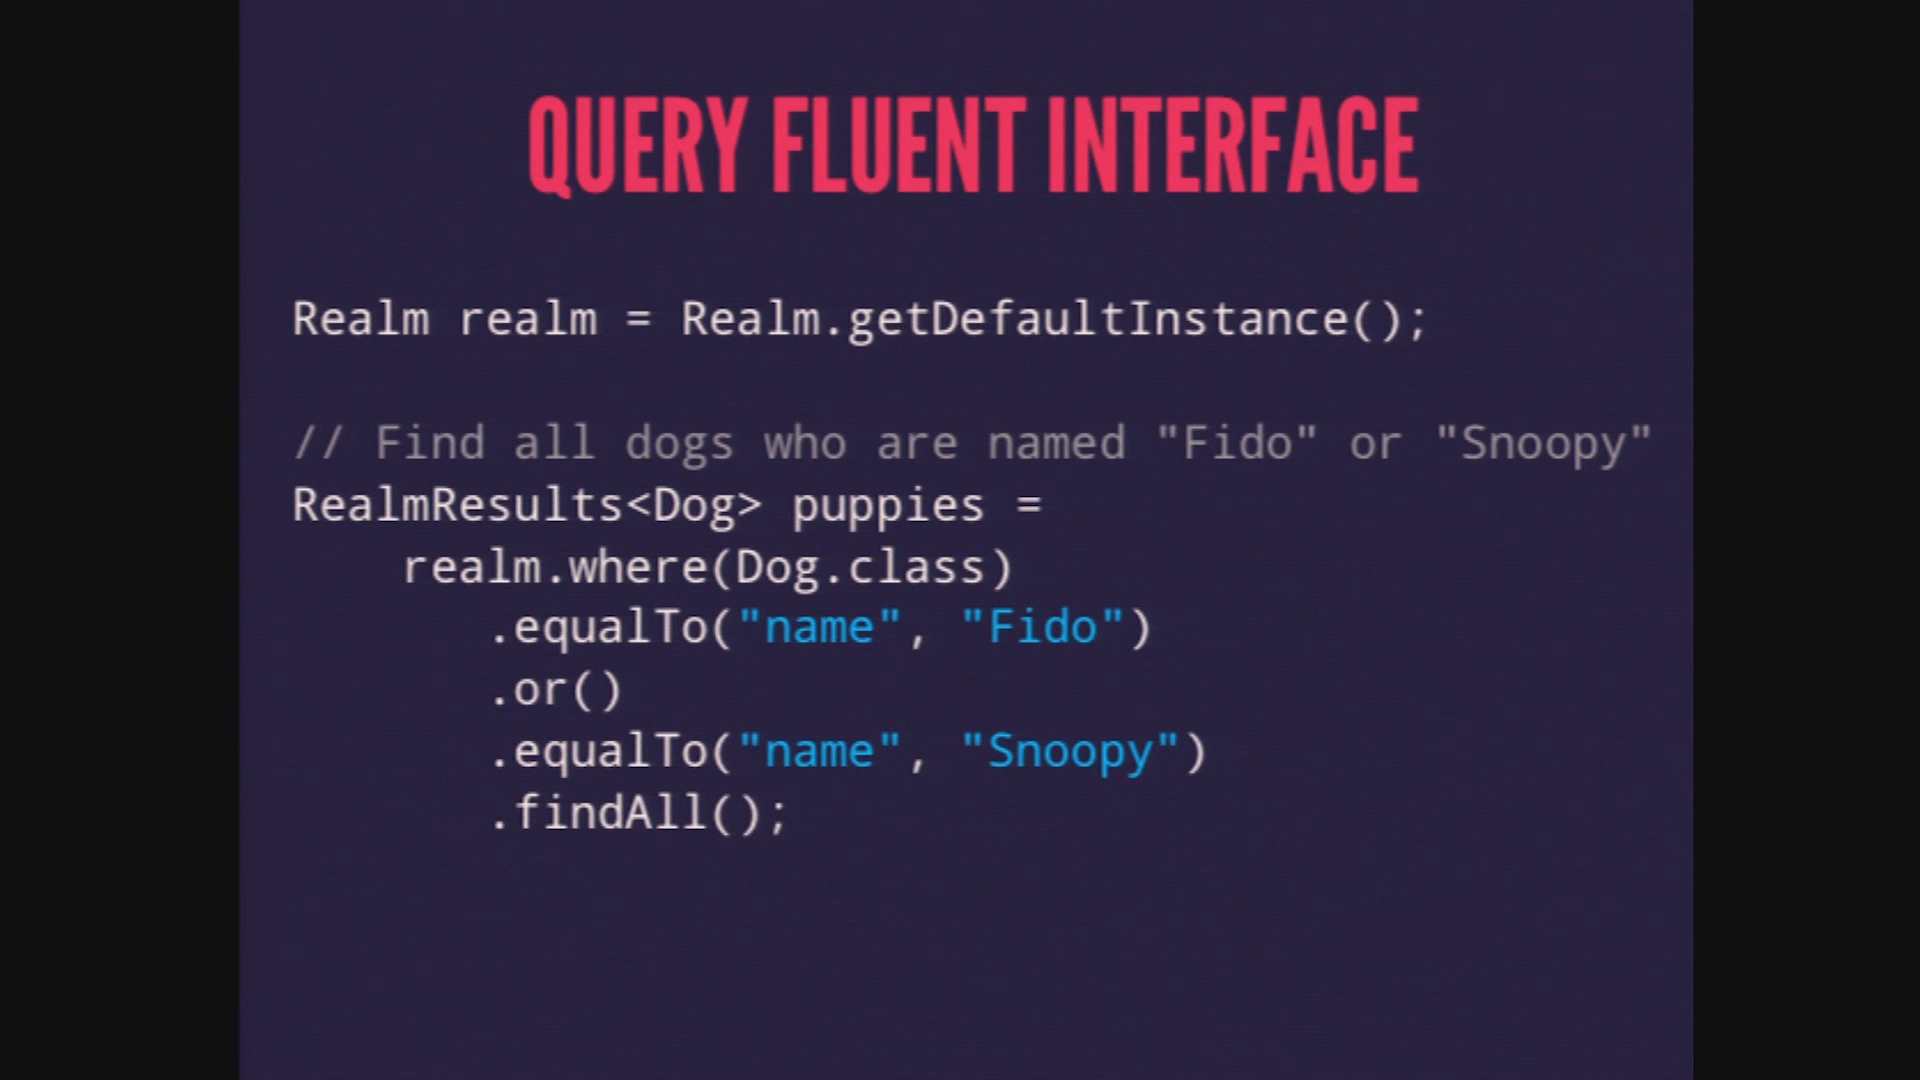 QUERY FLUENT INTERFACE
Realm realm = Realm.getDefaultInstance();
// Find all dogs who are named "Fido" or "Snoopy"
RealmResults<Dog> puppies =
realm.where(Dog.class)
.equalTo("name", "Fido")
.or()
.equalTo("name", "Snoopy")
.findAll();